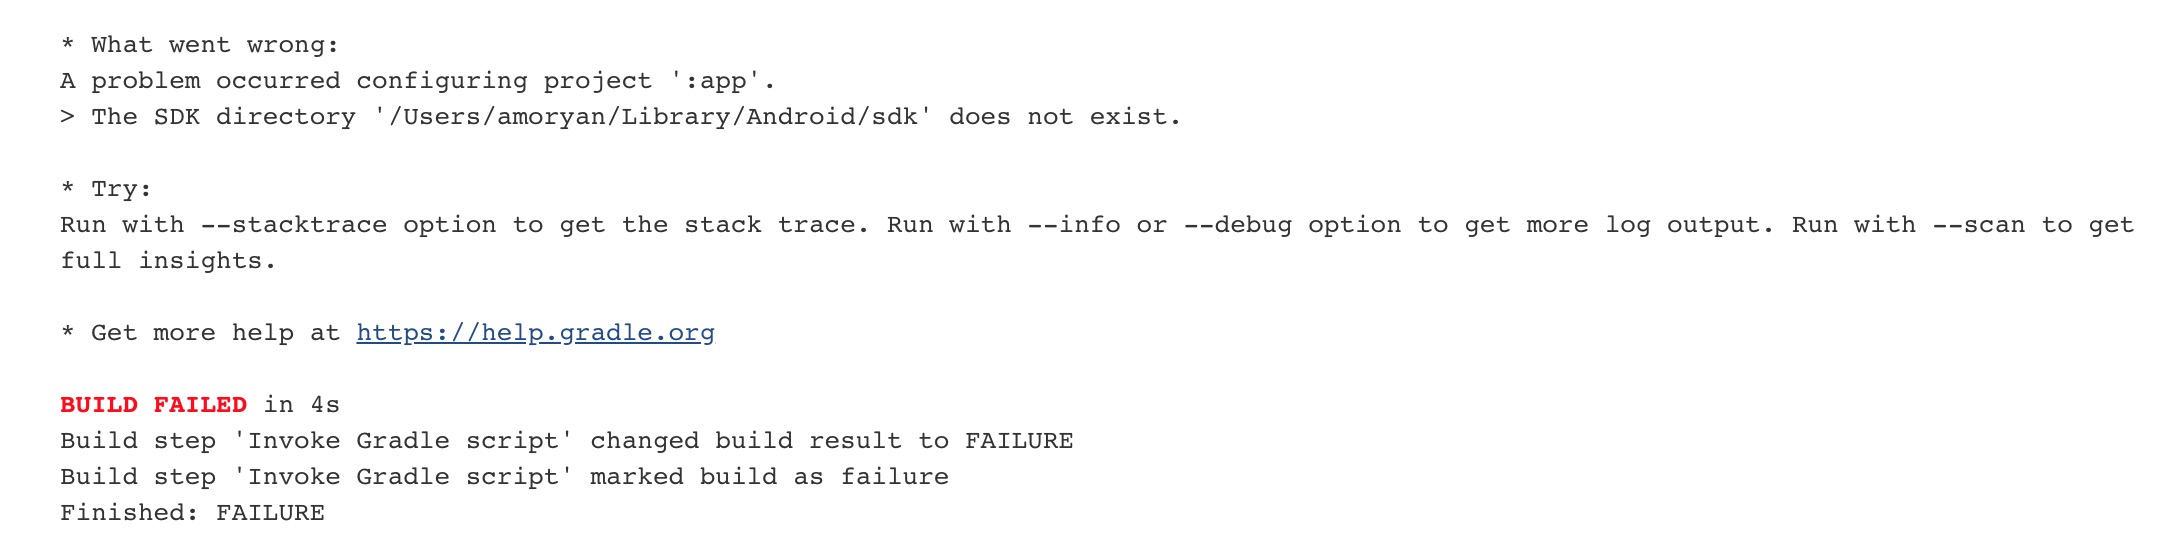 * What went wrong:
A problem occurred configuring project ':app'.
> The SDK directory '/Users/amoryan/Library/Android/sdk' does not exist.
* Try:
Run with --stacktrace option to get the stack trace. Run with --info or --debug option to get more log output. Run with --scan to get
full insights.
* Get more help at https://help.gradle.org
BUILD FAILED in 4s
Build step 'Invoke Gradle script' changed build result to FAILURE
Build step 'Invoke Gradle script' marked build as failure
Finished: FAILURE